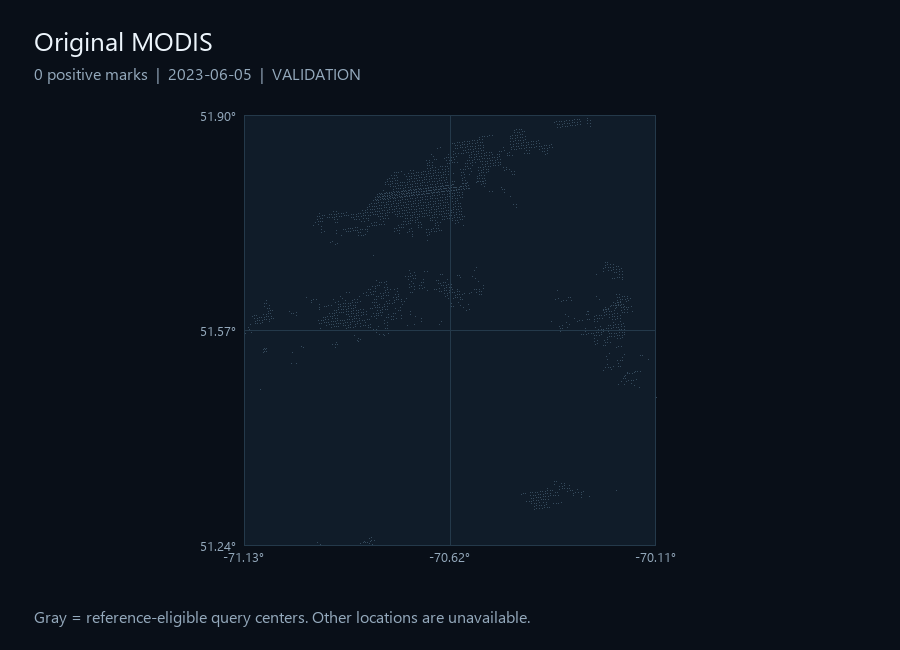 Original MODIS
0 positive marks | 2023-06-05 | VALIDATION
51.90°
51.57°
51.24°
-71.13° -70.62° -70.11°
Gray = reference-eligible query centers. Other locations are unavailable.